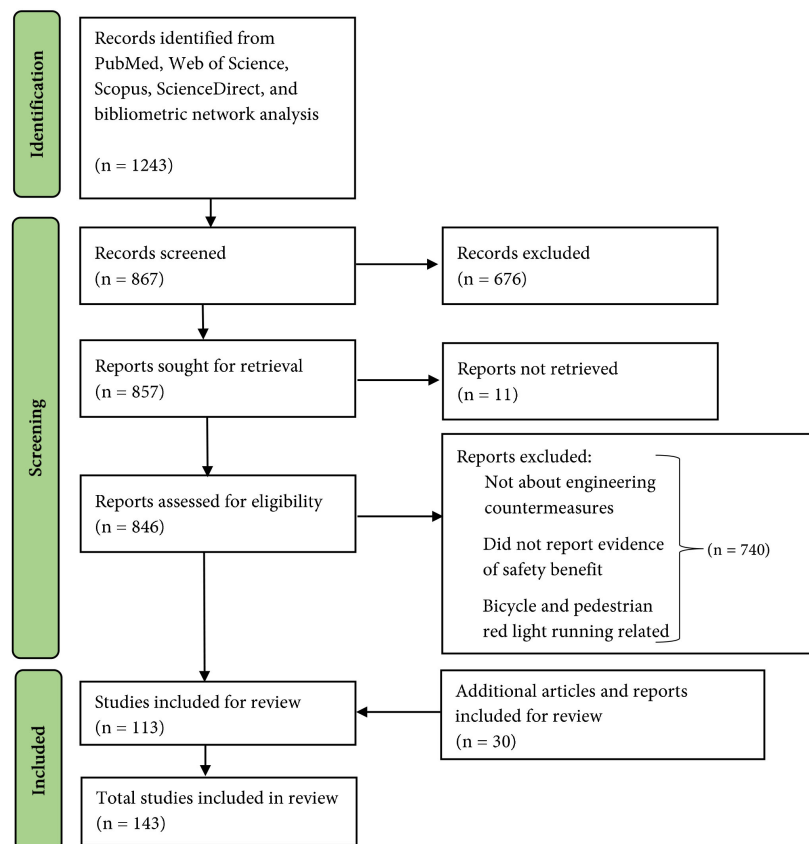 Identification
Records identified from
PubMed, Web of Science,
Scopus, ScienceDirect, and
bibliometric network analysis
(n = 1243)
Screening
Records screened
(n = 867)
Records excluded
(n = 676)
Reports sought for retrieval
(n = 857)
Reports not retrieved
(n = 11)
Reports assessed for eligibility
(n = 846)
Reports excluded:
Not about engineering
countermeasures
Did not report evidence
of safety benefit
Bicycle and pedestrian
red light running related
(n = 740)
Included
Studies included for review
(n = 113)
Additional articles and reports
included for review
(n = 30)
Total studies included in review
(n = 143)